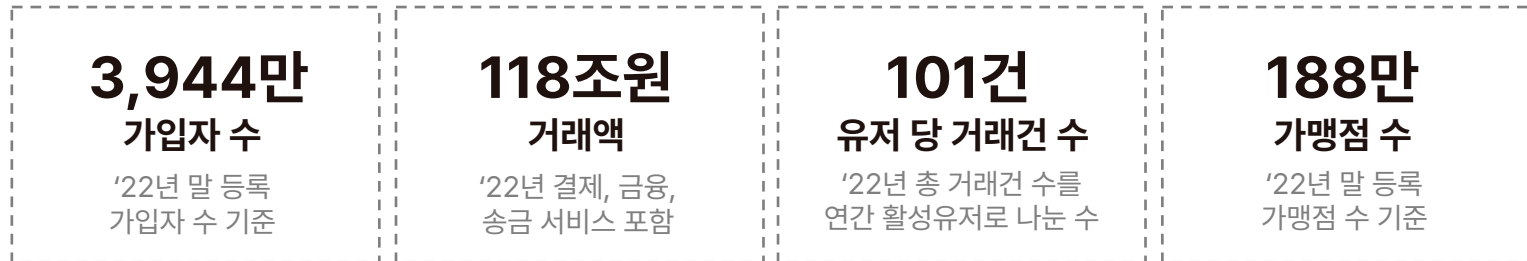 3,944만
가입자 수
‘22년 말 등록
가입자 수 기준
118조원
거래액
‘22년 결제, 금융,
송금 서비스 포함
101건
유저 당 거래건 수
‘22년 총 거래건 수를
연간 활성유저로 나눈 수
188만
가맹점 수
‘22년 말 등록
가맹점 수 기준